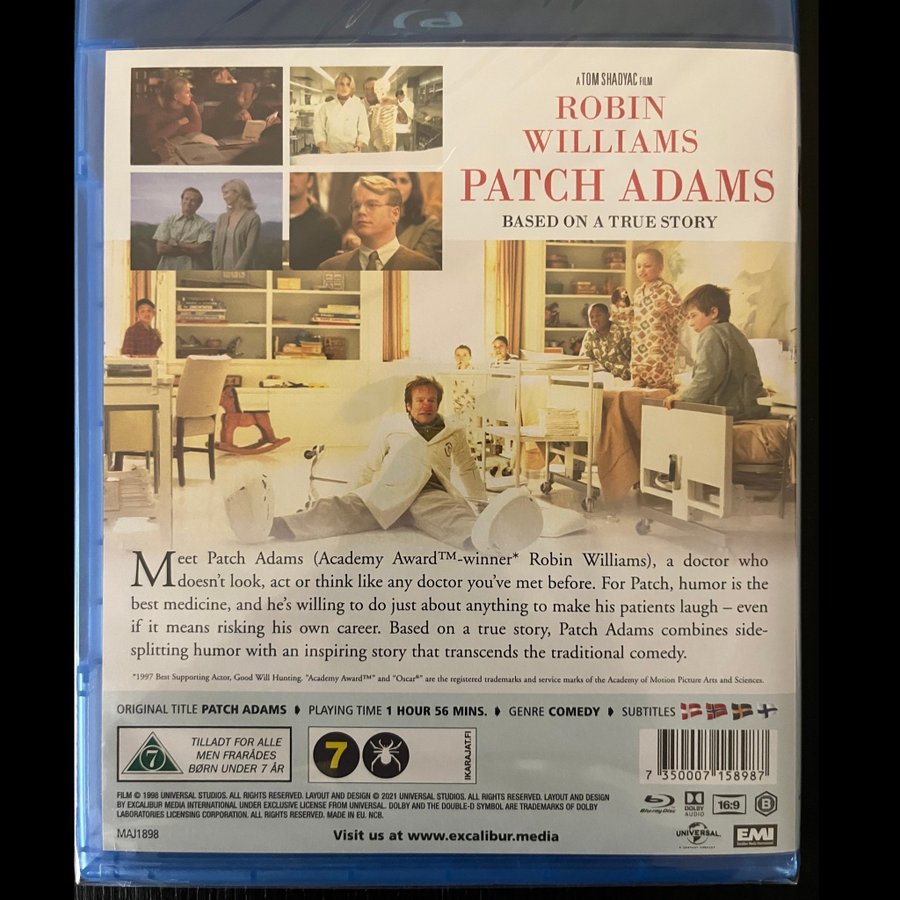 A TOM SHADYAC FILM
ROBIN
WILLIAMS
PATCH ADAMS
BASED ON A TRUE STORY
Meet Patch Adams (Academy Award™-winner* Robin Williams), a doctor who
doesn't look, act or think like any doctor you've met before. For Patch, humor is the
best medicine, and he's willing to do just about anything to make his patients laugh – even
if it means risking his own career. Based on a true story, Patch Adams combines side-
splitting humor with an inspiring story that transcends the traditional comedy.
*1997 Best Supporting Actor, Good Will Hunting. "Academy Award™" and "Oscar®" are the registered trademarks and service marks of the Academy of Motion Picture Arts and Sciences.
ORIGINAL TITLE PATCH ADAMS PLAYING TIME 1 HOUR 56 MINS. GENRE COMEDY SUBTITLES
7
TILLADT FOR ALLE
MEN FRARÅDES
BØRN UNDER 7 ÅR
7
IKARAJAT.FI
7 350007 158987
FILM © 1998 UNIVERSAL STUDIOS. ALL RIGHTS RESERVED. LAYOUT AND DESIGN © 2021 UNIVERSAL STUDIOS. ALL RIGHTS RESERVED. LAYOUT AND DESIGN
BY EXCALIBUR MEDIA INTERNATIONAL UNDER EXCLUSIVE LICENSE FROM UNIVERSAL. DOLBY AND THE DOUBLE-D SYMBOL ARE TRADEMARKS OF DOLBY
LABORATORIES LICENSING CORPORATION. ALL RIGHTS RESERVED. MADE IN EU. NCB.
Blu-ray Disc
DOLBY
AUDIO
16:9
B
MAJ1898
Visit us at www.excalibur.media
UNIVERSAL
EMI
Excalibur Media International